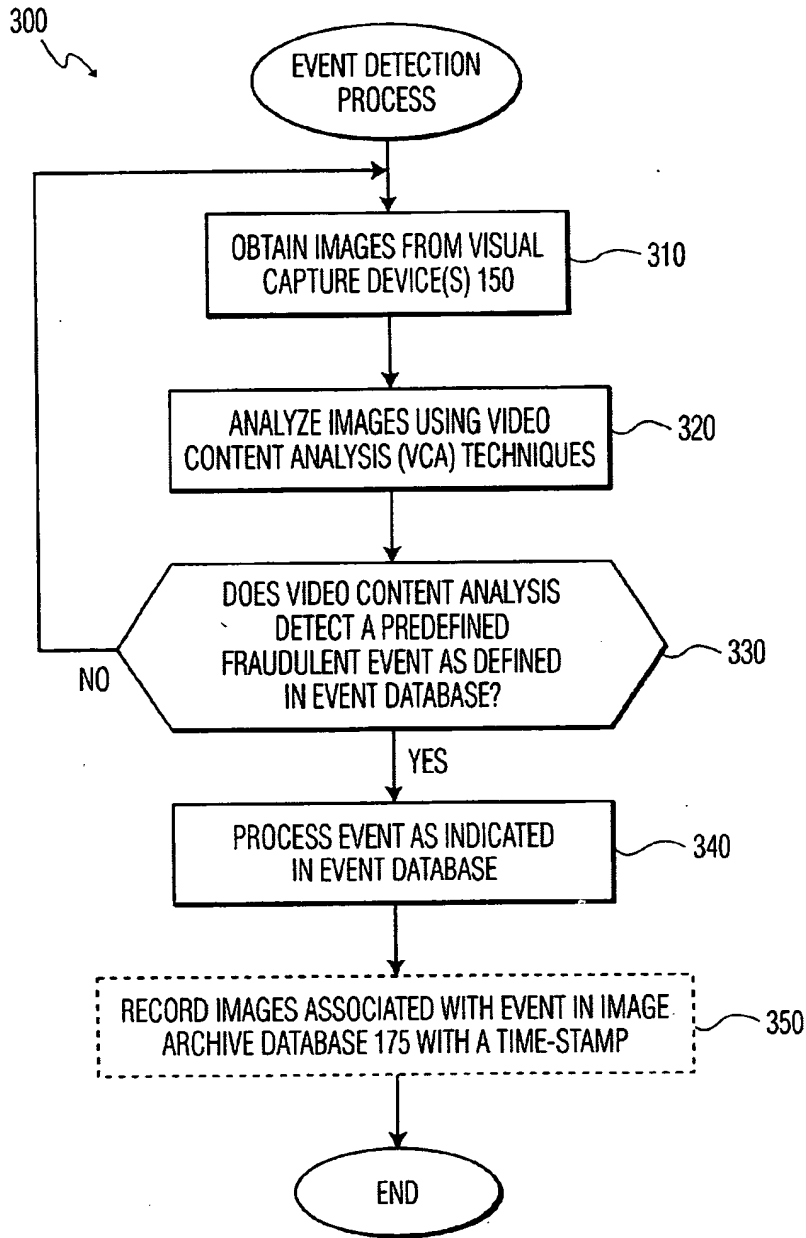 300
EVENT DETECTION
PROCESS
OBTAIN IMAGES FROM VISUAL
CAPTURE DEVICE(S) 150
310
ANALYZE IMAGES USING VIDEO
CONTENT ANALYSIS (VCA) TECHNIQUES
320
DOES VIDEO CONTENT ANALYSIS
DETECT A PREDEFINED
FRAUDULENT EVENT AS DEFINED
IN EVENT DATABASE?
330
NO
YES
PROCESS EVENT AS INDICATED
IN EVENT DATABASE
340
RECORD IMAGES ASSOCIATED WITH EVENT IN IMAGE
ARCHIVE DATABASE 175 WITH A TIME-STAMP
350
END